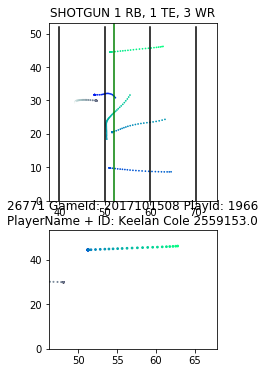 SHOTGUN 1 RB, 1 TE, 3 WR
50
40
30
20
10
0
40 50 60 70
26771 GameId: 2017101508 PlayId: 1966
PlayerName + ID: Keelan Cole 2559153.0
40
20
0
50 55 60 65